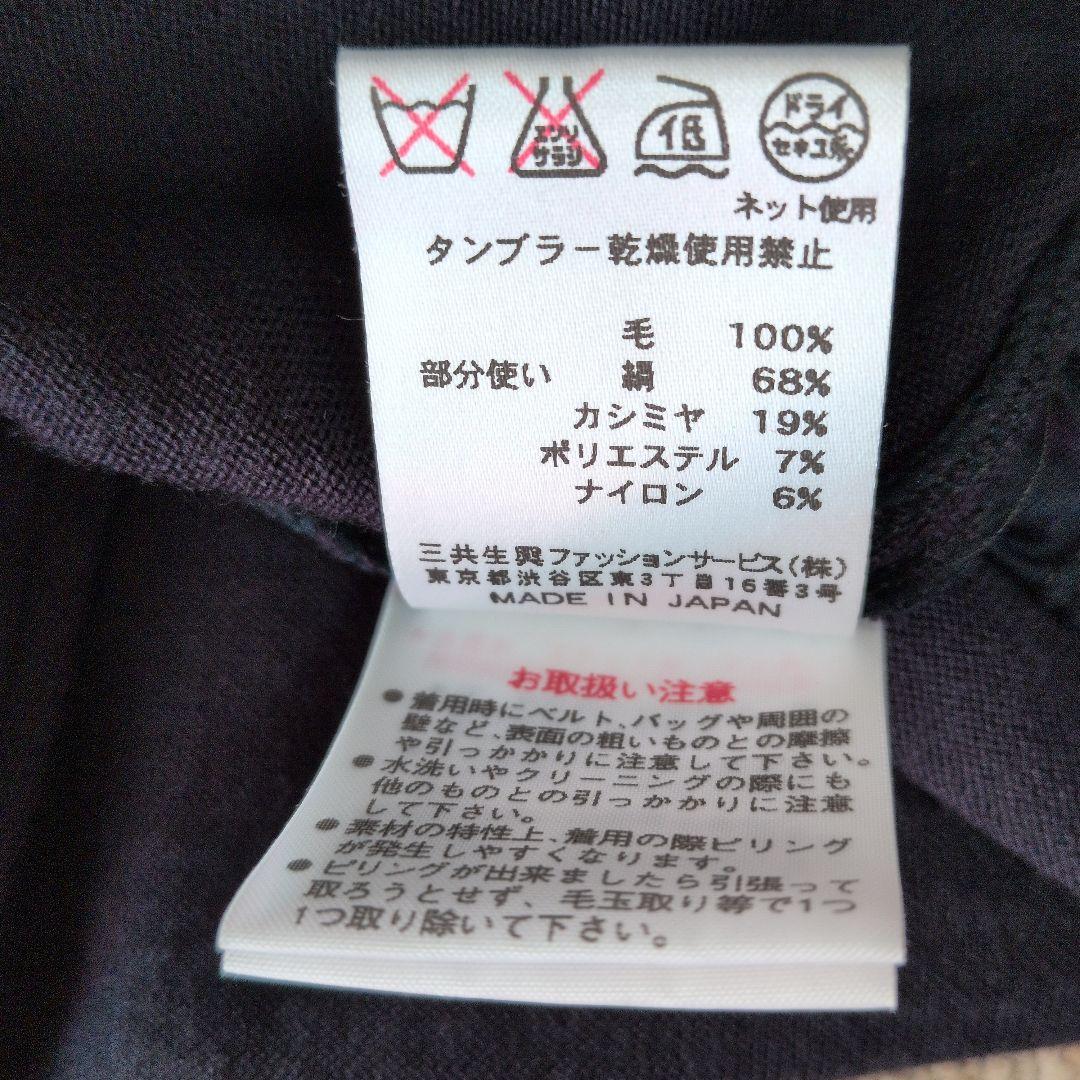 エンソ
サラシ
低
ドライ
セキユ系
ネット使用
タンブラー乾燥使用禁止
毛 100%
部分使い 絹 68%
カシミヤ 19%
ポリエステル 7%
ナイロン 6%
三共生興ファッションサービス(株)
東京都渋谷区東3丁目16番3号
MADE IN JAPAN
お取扱い注意
●着用時にベルト、バッグや周囲の
壁など、表面の粗いものとの摩擦
や引っかかりに注意して下さい。
●水洗いやクリーニングの際にも
他のものとの引っかかりに注意
して下さい。
●素材の特性上、着用の際ピリング
が発生しやすくなります。
●ピリングが出来ましたら引張って
取ろうとせず、毛玉取り等で1つ
1つ取り除いて下さい。